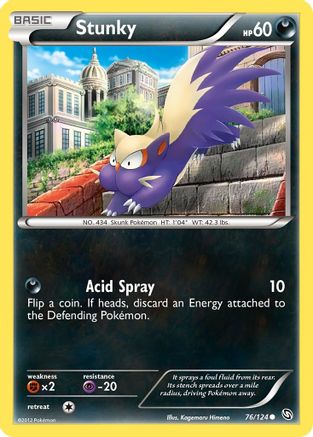 BASIC
Stunky
HP60
NO. 434 Skunk Pokémon HT: 1'04" WT: 42.3 lbs.
Acid Spray 10
Flip a coin. If heads, discard an Energy attached to
the Defending Pokémon.
weakness
×2
resistance
-20
retreat
It sprays a foul fluid from its rear.
Its stench spreads over a mile
radius, driving Pokémon away.
©2012 Pokémon
Illus. Kagemaru Himeno
76/124